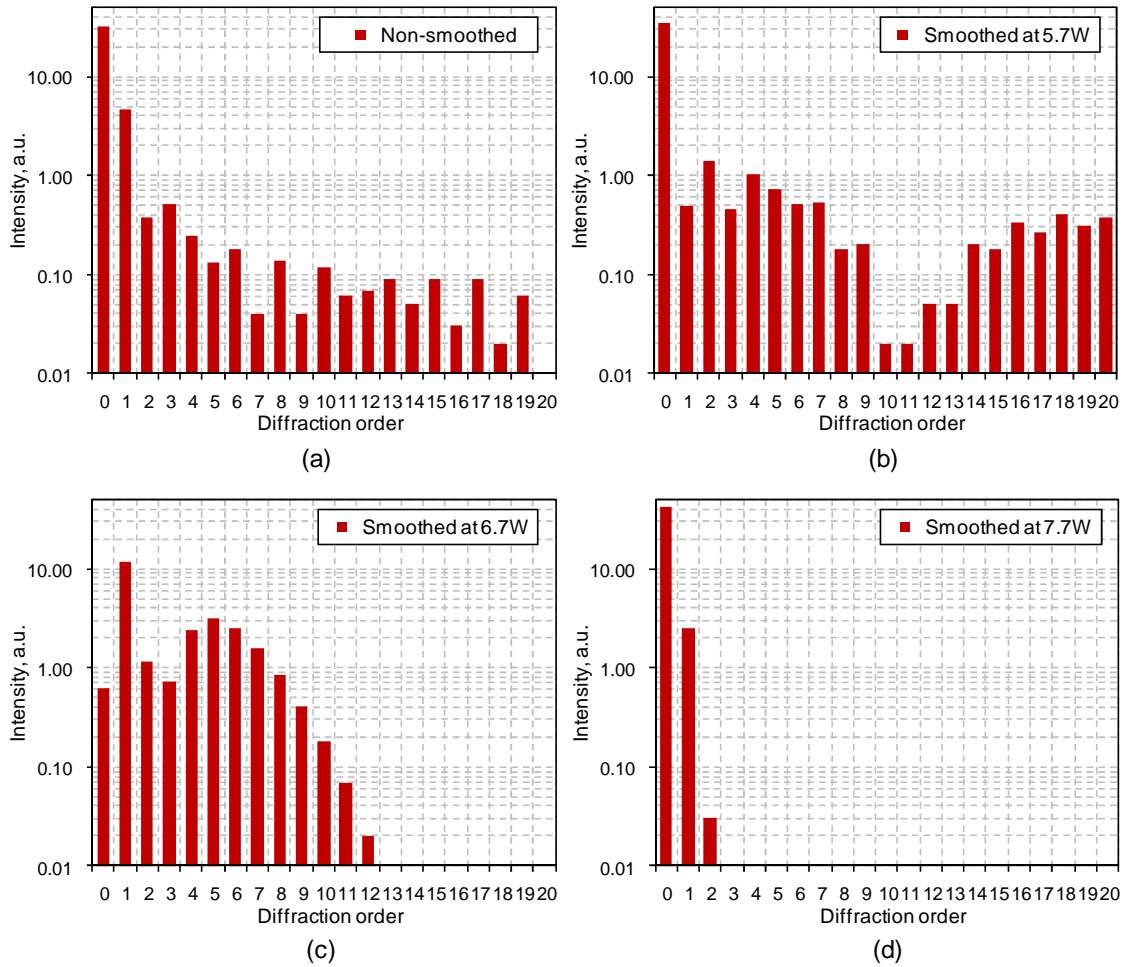 Non-smoothed
10.00
1.00
0.10
0.01
Intensity, a.u.
0 1 2 3 4 5 6 7 8 9 10 11 12 13 14 15 16 17 18 19 20
Diffraction order
(a)
Smoothed at 5.7W
10.00
1.00
0.10
0.01
Intensity, a.u.
0 1 2 3 4 5 6 7 8 9 10 11 12 13 14 15 16 17 18 19 20
Diffraction order
(b)
Smoothed at 6.7W
10.00
1.00
0.10
0.01
Intensity, a.u.
0 1 2 3 4 5 6 7 8 9 10 11 12 13 14 15 16 17 18 19 20
Diffraction order
(c)
Smoothed at 7.7W
10.00
1.00
0.10
0.01
Intensity, a.u.
0 1 2 3 4 5 6 7 8 9 10 11 12 13 14 15 16 17 18 19 20
Diffraction order
(d)